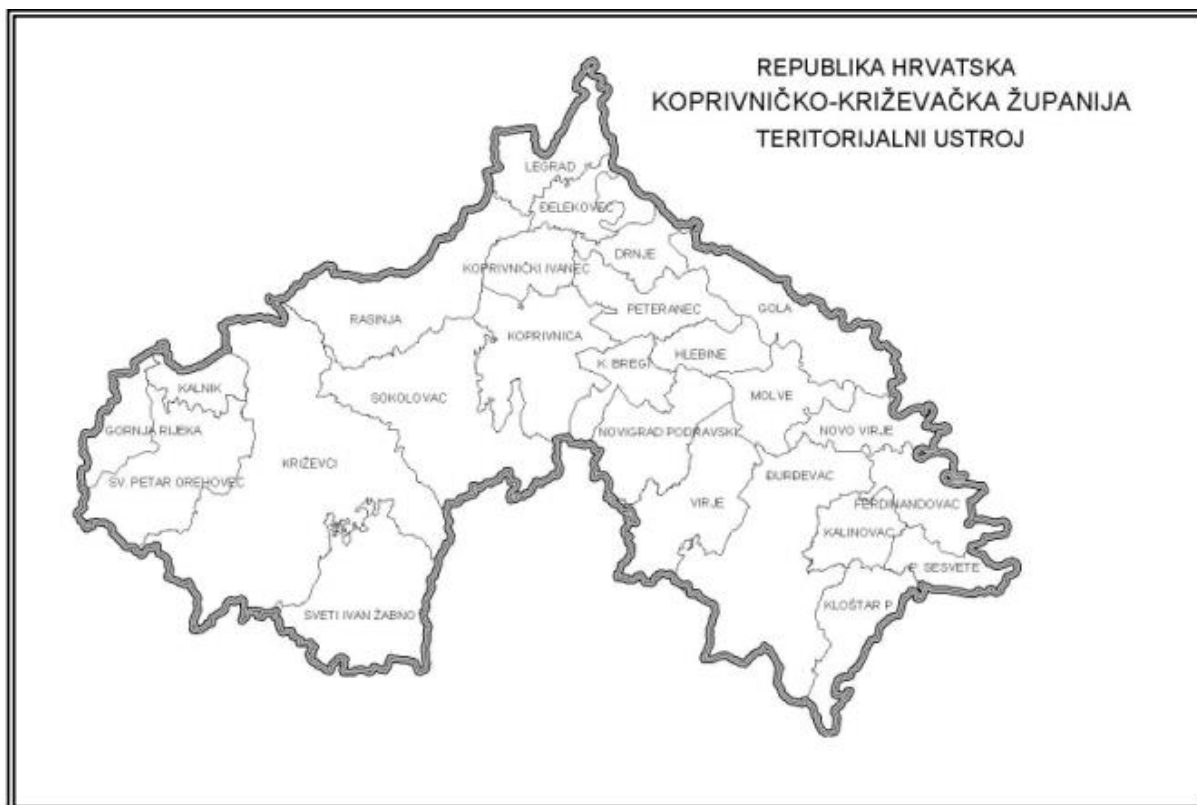 REPUBLIKA HRVATSKA
KOPRIVNIČKO-KRIŽEVAČKA ŽUPANIJA
TERITORIJALNI USTROJ
LEGRAD
ĐELEKOVEC
DRNJE
KOPRIVNIČKI IVANEC
PETERANEC
GOLA
RASINJA
KOPRIVNICA
HLEBINE
K. BREGI
KALNIK
SOKOLOVAC
MOLVE
GORNJA RIJEKA
NOVIGRAD PODRAVSKI
NOVO VIRJE
KRIŽEVCI
ĐURĐEVAC
SV. PETAR OREHOVEC
VIRJE
FERDINANDOVAC
KALINOVAC
P. SESVETE
KLOŠTAR P.
SVETI IVAN ŽABNO